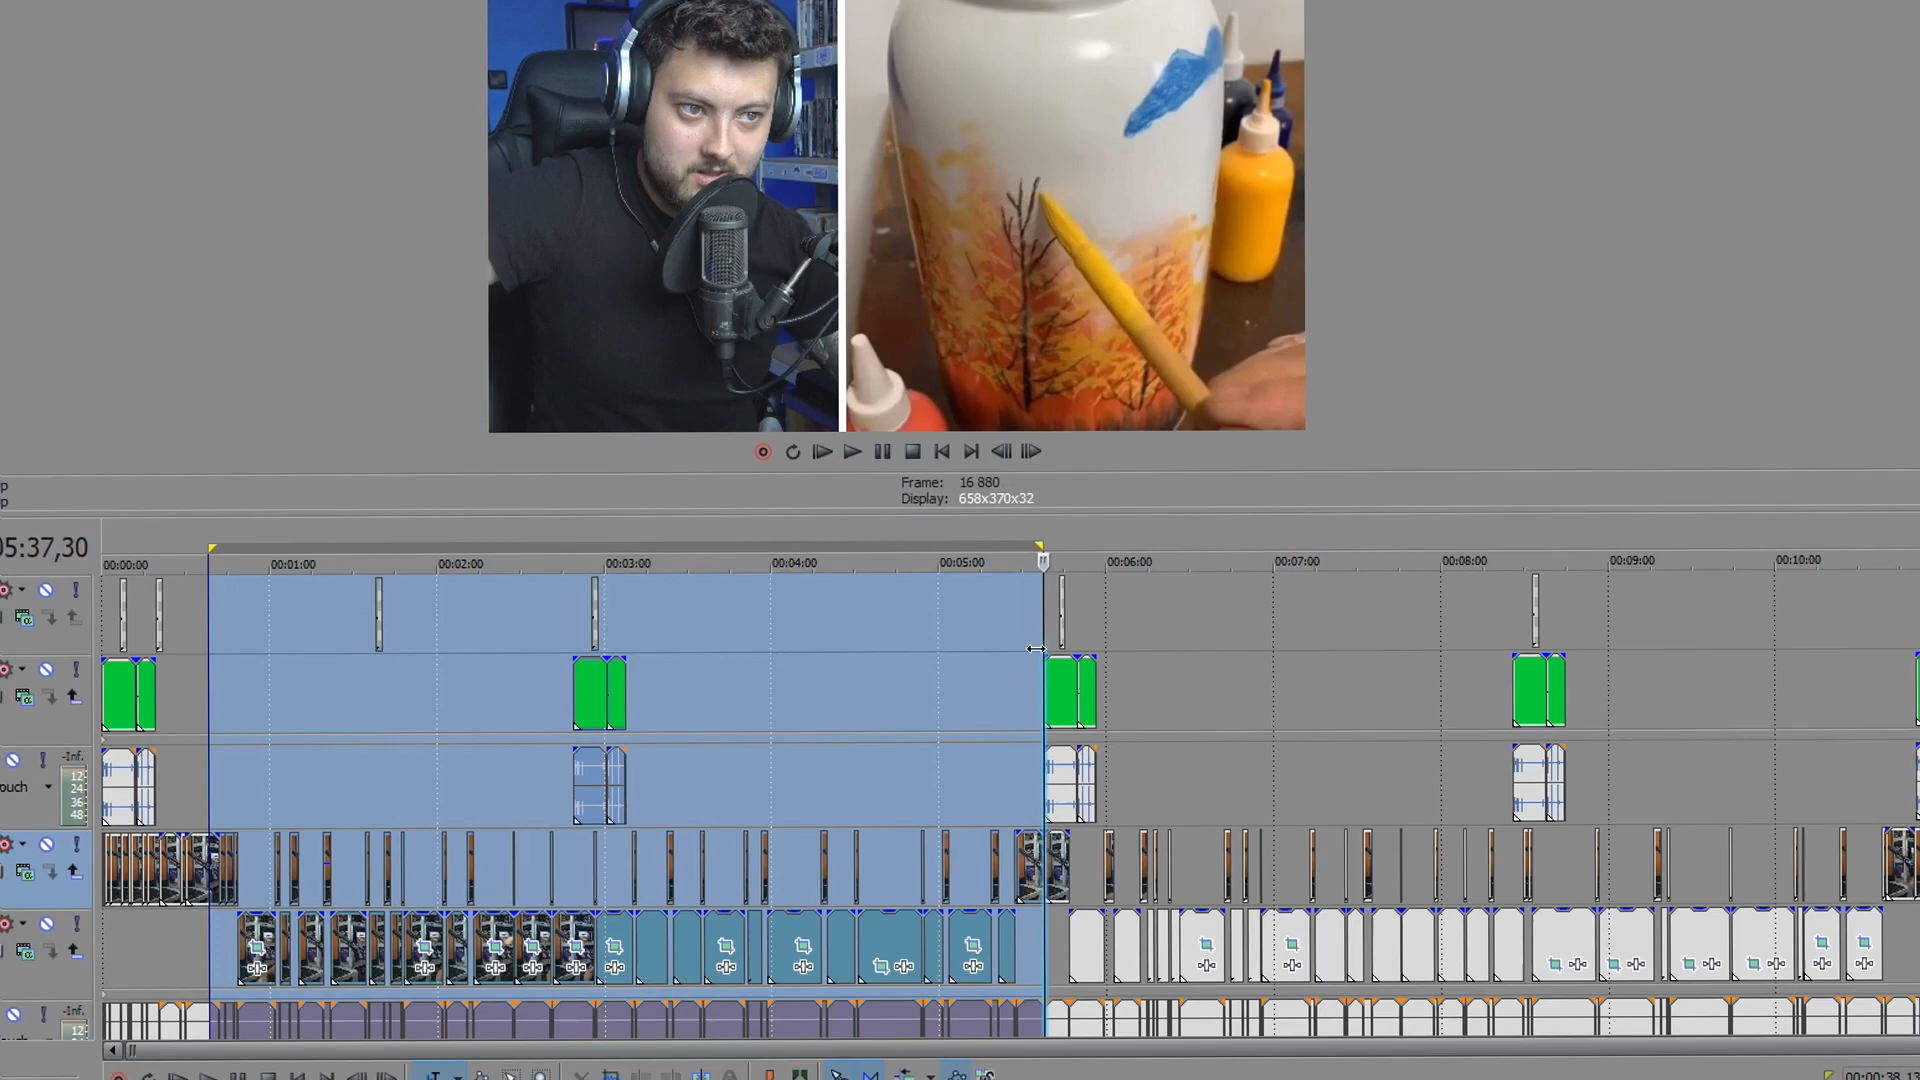 p
Frame: 16 880
p
Display: 658x370x32
05:37,30
00:00:00 00:01:00 00:02:00 00:03:00 00:04:00 00:05:00 00:06:00 00:07:00 00:08:00 00:09:00 00:10:00
-Inf.
12
24
36
48
ouch
-Inf.
12
ouch